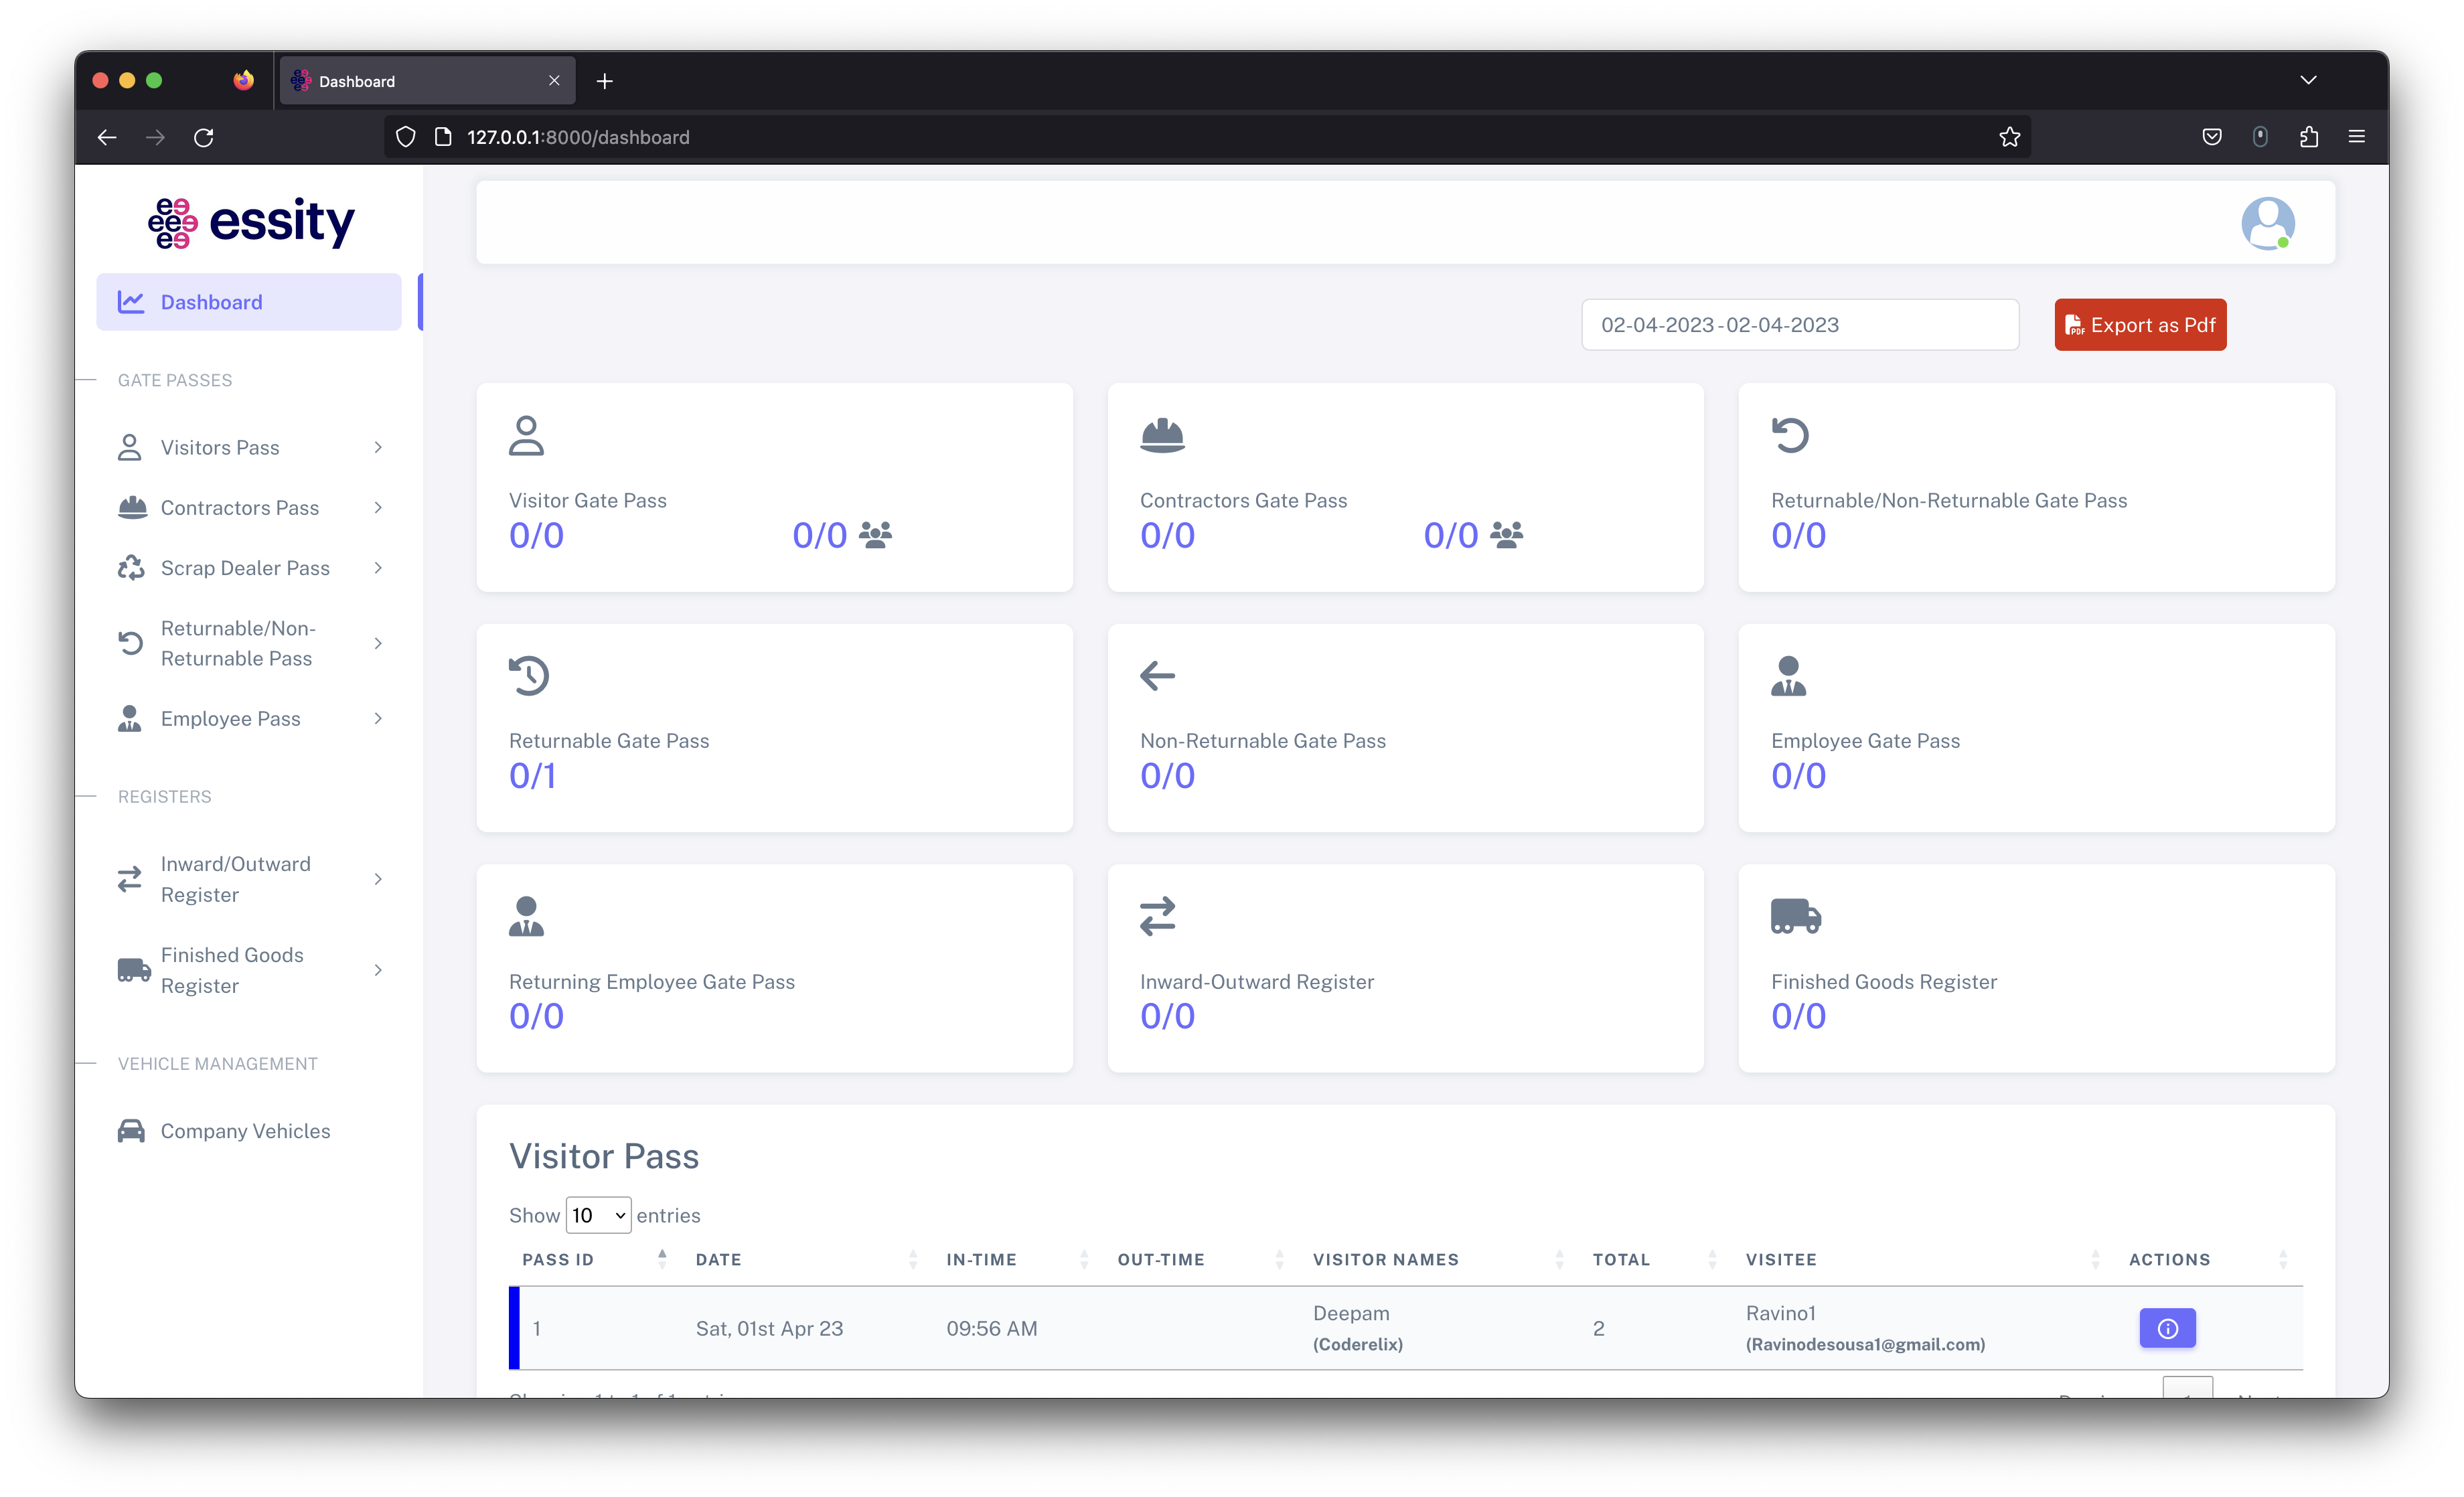 Dashboard
127.0.0.1:8000/dashboard
essity
Dashboard
GATE PASSES
Visitors Pass
Contractors Pass
Scrap Dealer Pass
Returnable/Non-
Returnable Pass
Employee Pass
REGISTERS
Inward/Outward
Register
Finished Goods
Register
VEHICLE MANAGEMENT
Company Vehicles
02-04-2023 - 02-04-2023
PDF Export as Pdf
Visitor Gate Pass
0/0 0/0
Contractors Gate Pass
0/0 0/0
Returnable/Non-Returnable Gate Pass
0/0
Returnable Gate Pass
0/1
Non-Returnable Gate Pass
0/0
Employee Gate Pass
0/0
Returning Employee Gate Pass
0/0
Inward-Outward Register
0/0
Finished Goods Register
0/0
Visitor Pass
Show 10 entries
PASS ID DATE IN-TIME OUT-TIME VISITOR NAMES TOTAL VISITEE ACTIONS
1 Sat, 01st Apr 23 09:56 AM Deepam 2 Ravino1
(Coderelix) (Ravinodesousa1@gmail.com)